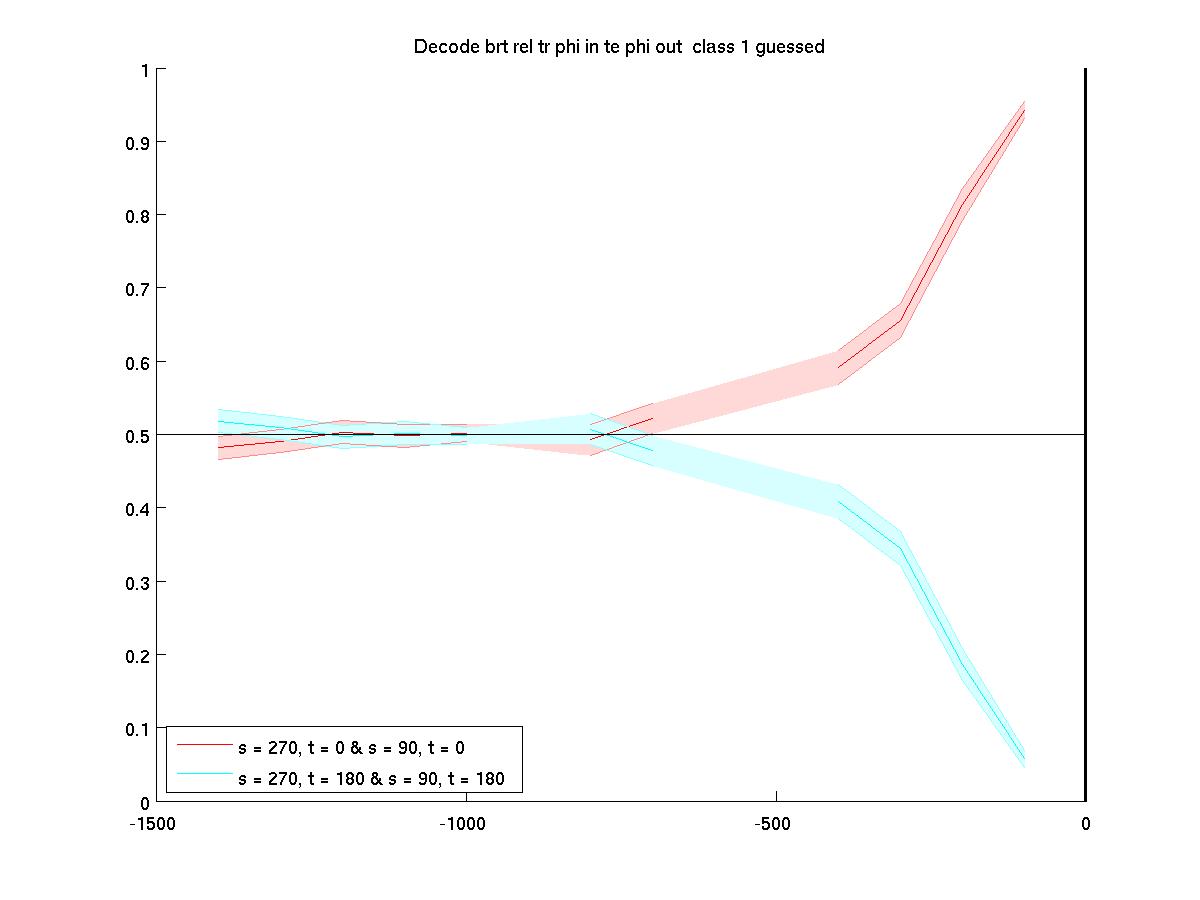 Decode brt rel tr phi in te phi out  class 1 guessed
1
0.9
0.8
0.7
0.6
0.5
0.4
0.3
0.2
0.1
0
s = 270, t = 0 & s = 90, t = 0
s = 270, t = 180 & s = 90, t = 180
-1500 -1000 -500 0